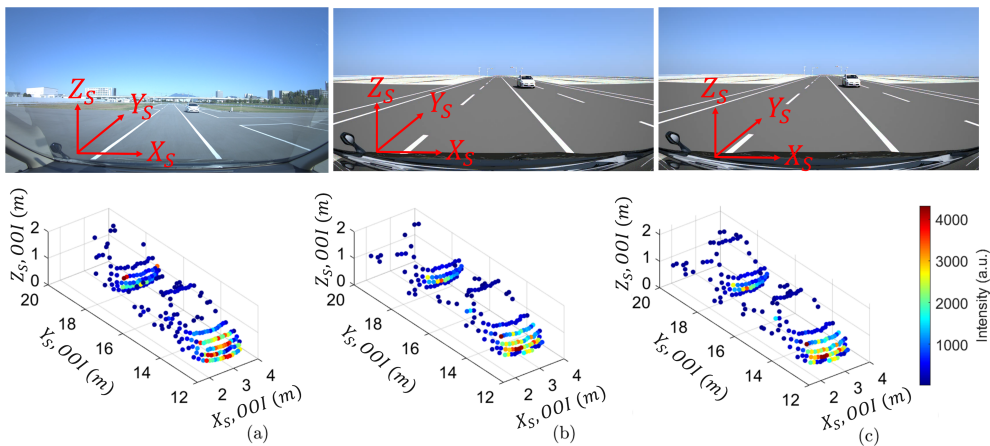 Z_S
Y_S
X_S
Z_S
Y_S
X_S
Z_S
Y_S
X_S
Z_S, OOI (m)
2
1
0
20
18
16
14
12
Y_S, OOI (m)
2
3
4
X_S, OOI (m)
(a)
Z_S, OOI (m)
2
1
0
20
18
16
14
12
Y_S, OOI (m)
2
3
4
X_S, OOI (m)
(b)
Z_S, OOI (m)
2
1
0
20
18
16
14
12
Y_S, OOI (m)
2
3
4
X_S, OOI (m)
(c)
4000
3000
2000
1000
Intensity (a.u.)